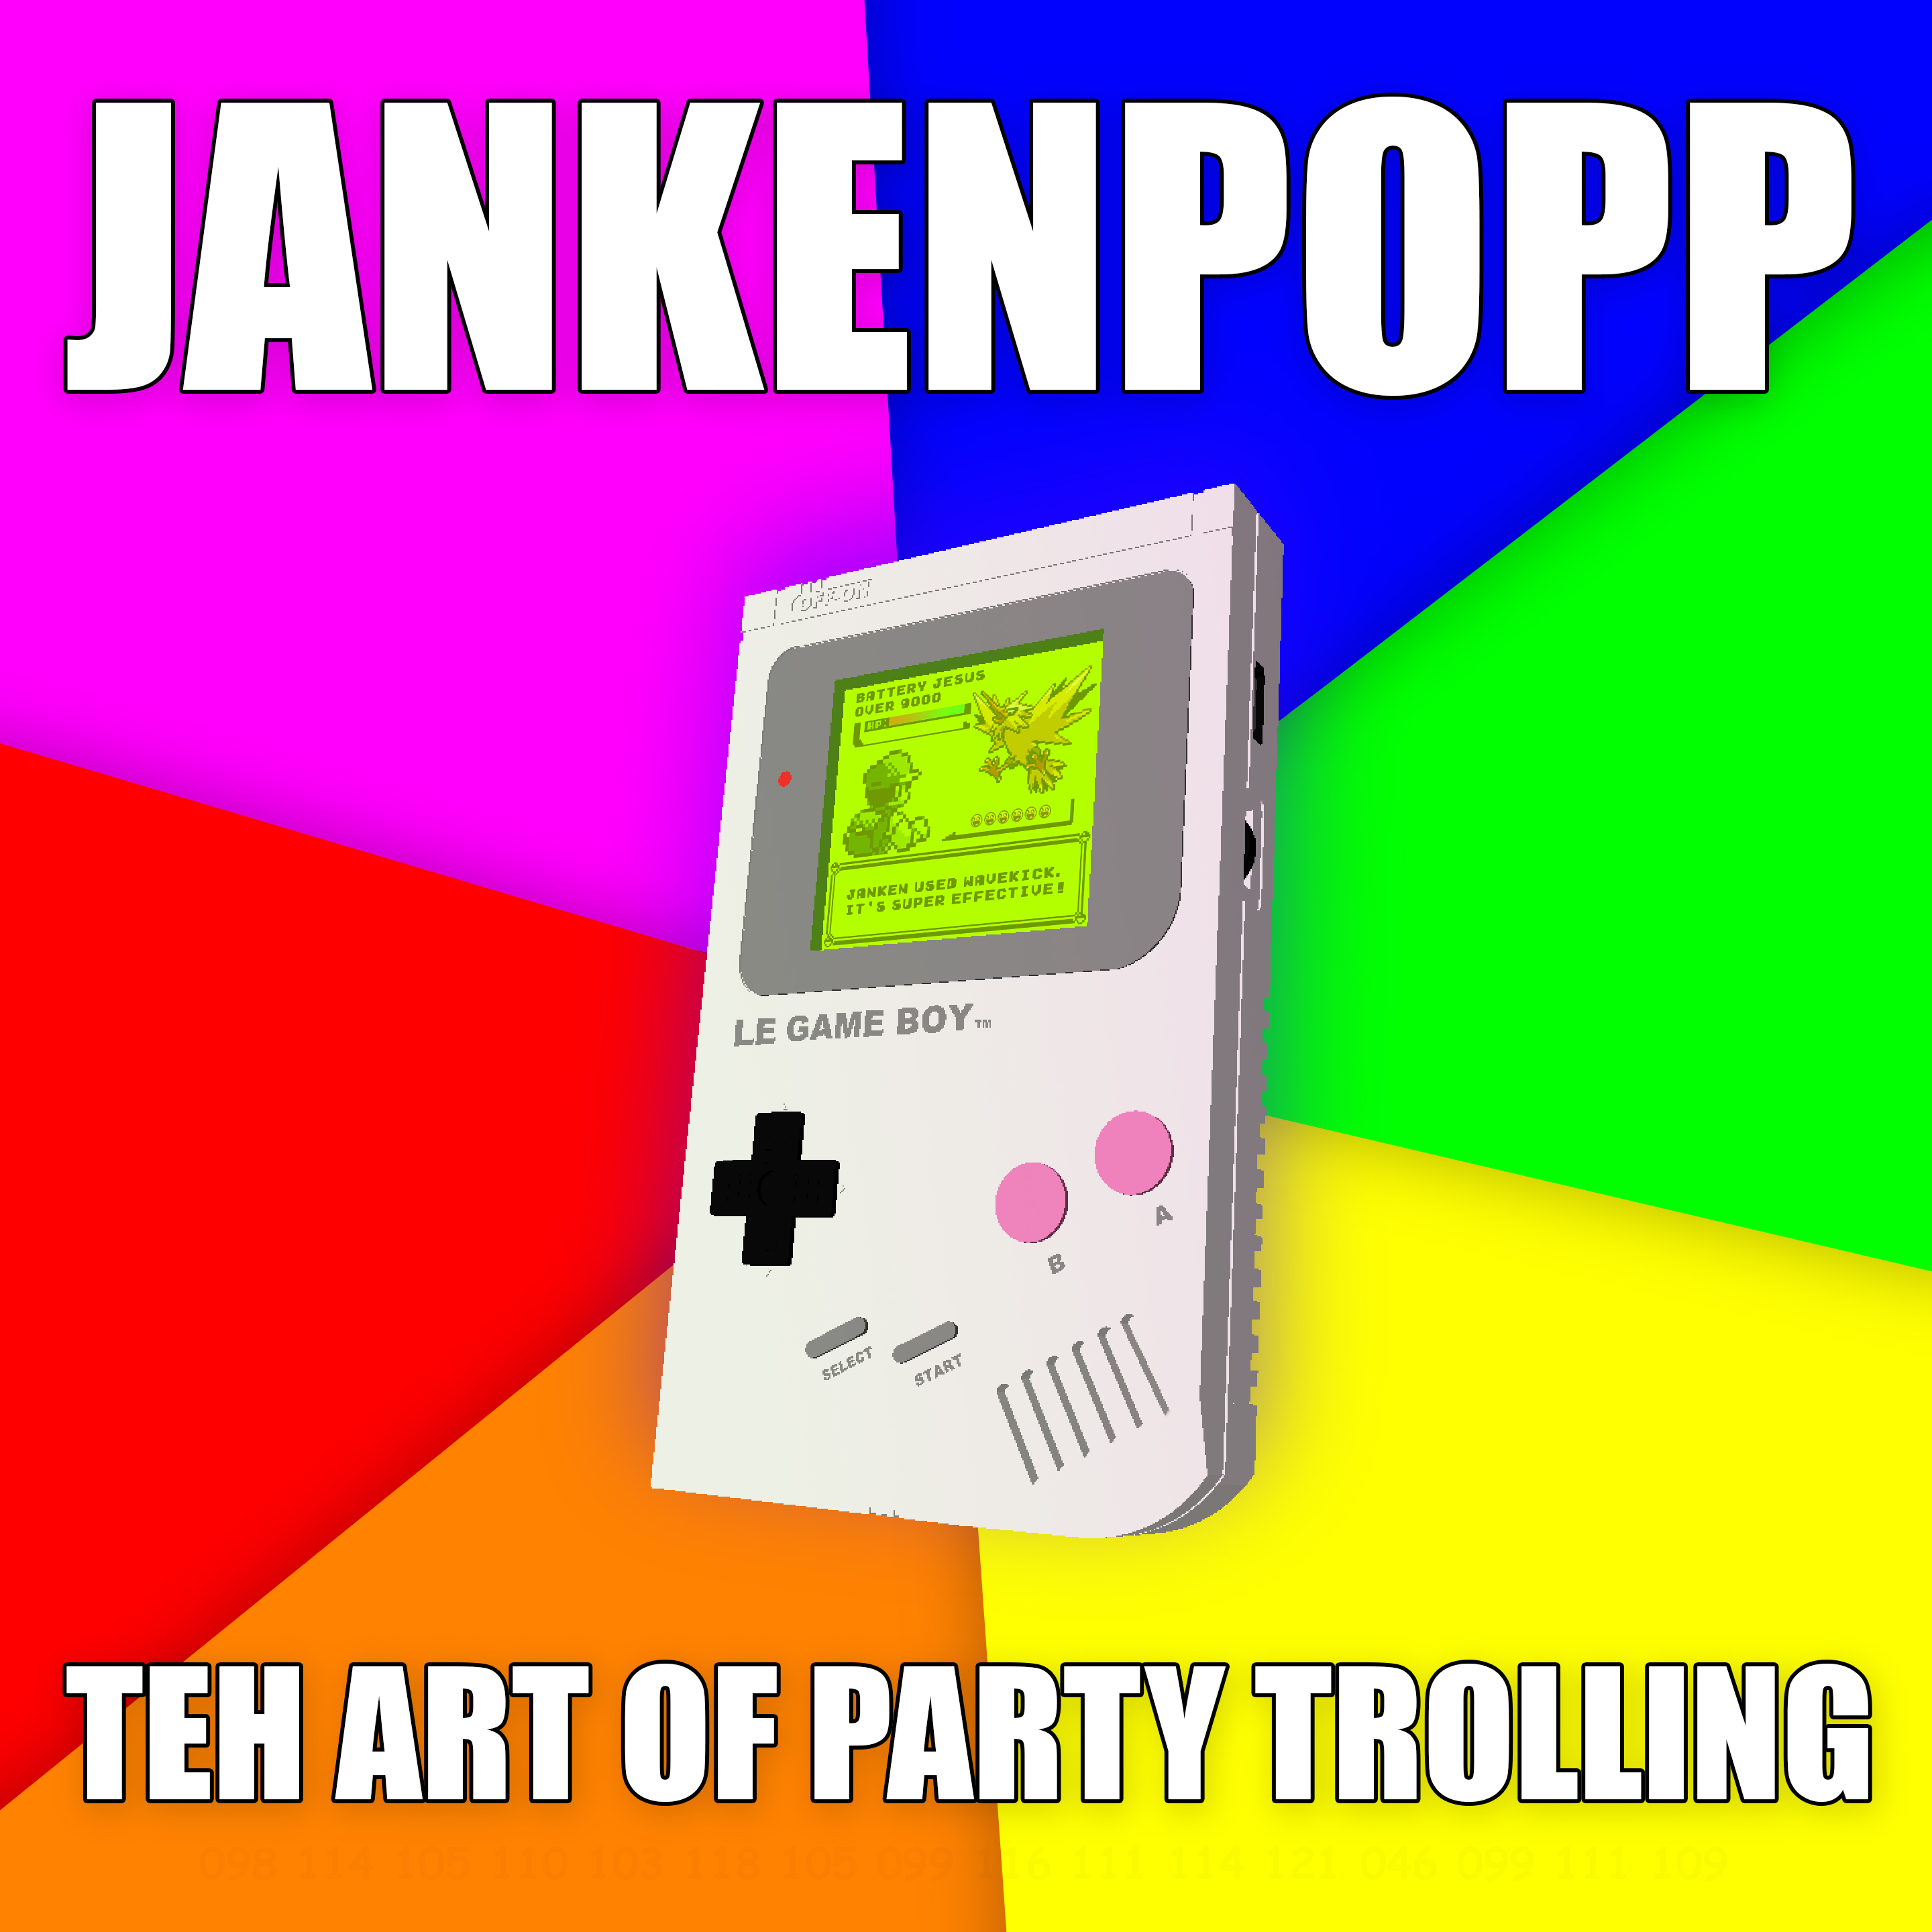 JANKENPOPP
OFF•ON
BATTERY JESUS
OVER 9000
HP:
JANKEN USED WAVEKICK.
IT'S SUPER EFFECTIVE!
LE GAME BOY™
A
B
SELECT
START
TEH ART OF PARTY TROLLING
098 114 105 110 103 118 105 099 116 111 114 121 046 099 111 109